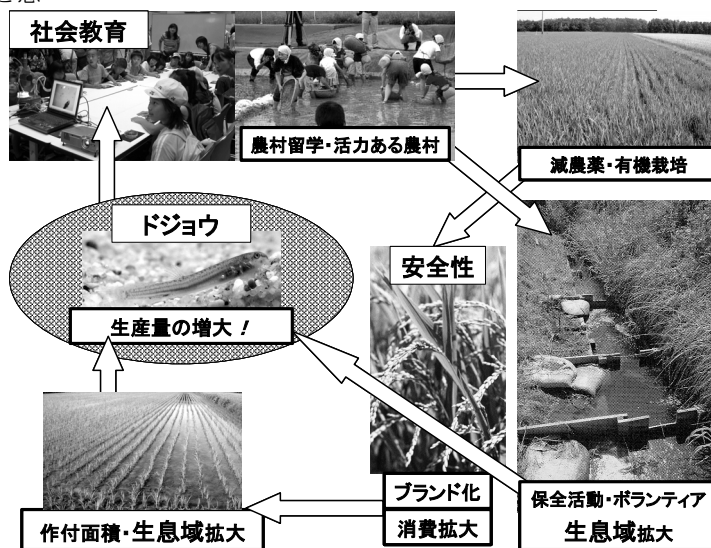 社会教育
農村留学・活力ある農村
減農薬・有機栽培
ドジョウ
生産量の増大！
安全性
ブランド化
消費拡大
作付面積・生息域拡大
保全活動・ボランティア
生息域拡大